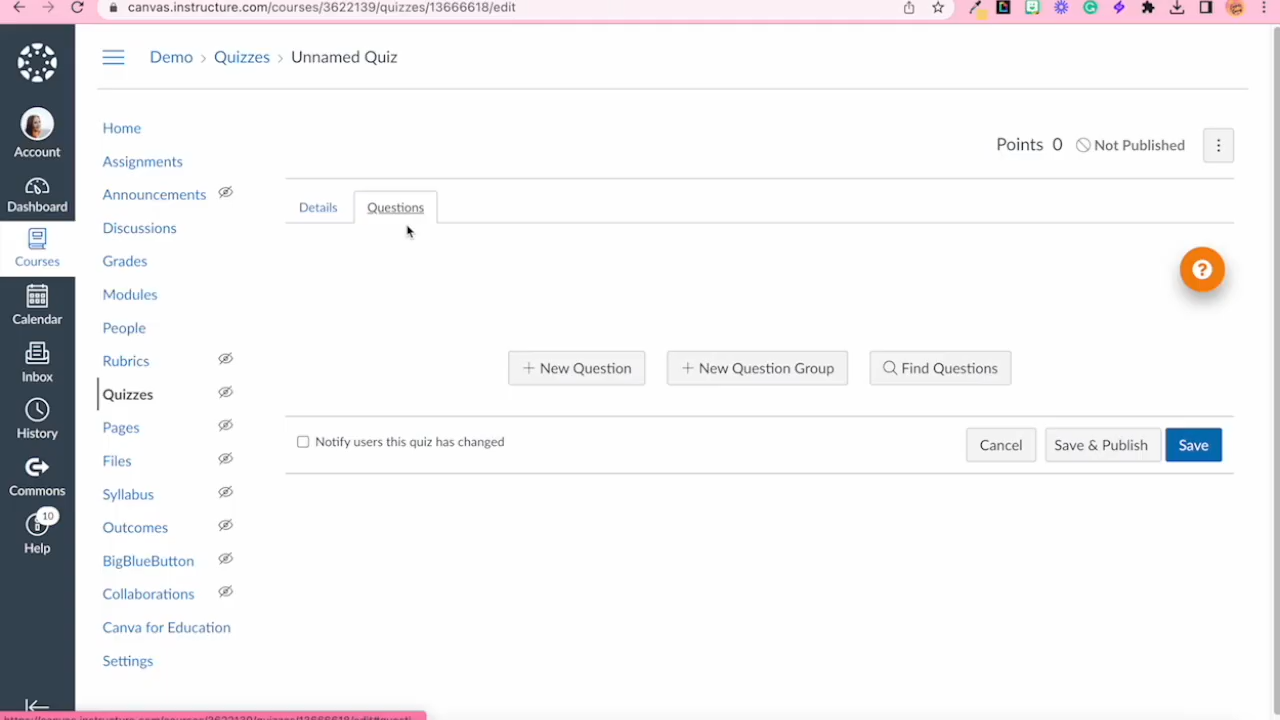 canvas.instructure.com/courses/3622139/quizzes/13666618/edit
Demo > Quizzes > Unnamed Quiz
Account
Dashboard
Courses
Calendar
Inbox
History
Commons
10
Help
Home
Assignments
Announcements
Discussions
Grades
Modules
People
Rubrics
Quizzes
Pages
Files
Syllabus
Outcomes
BigBlueButton
Collaborations
Canva for Education
Settings
Points 0 Not Published
Details Questions
?
+ New Question + New Question Group Find Questions
Notify users this quiz has changed Cancel Save & Publish Save